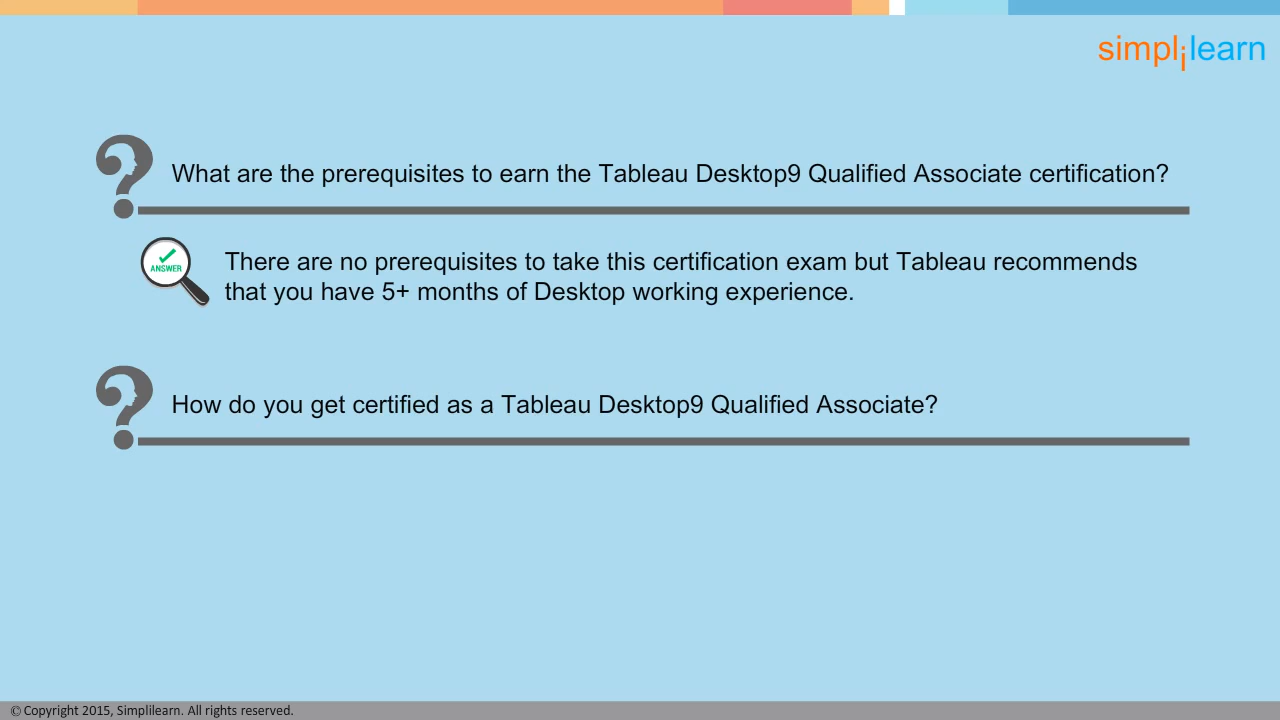 simplilearn
What are the prerequisites to earn the Tableau Desktop9 Qualified Associate certification?
ANSWER
There are no prerequisites to take this certification exam but Tableau recommends
that you have 5+ months of Desktop working experience.
How do you get certified as a Tableau Desktop9 Qualified Associate?
© Copyright 2015, Simplilearn. All rights reserved.